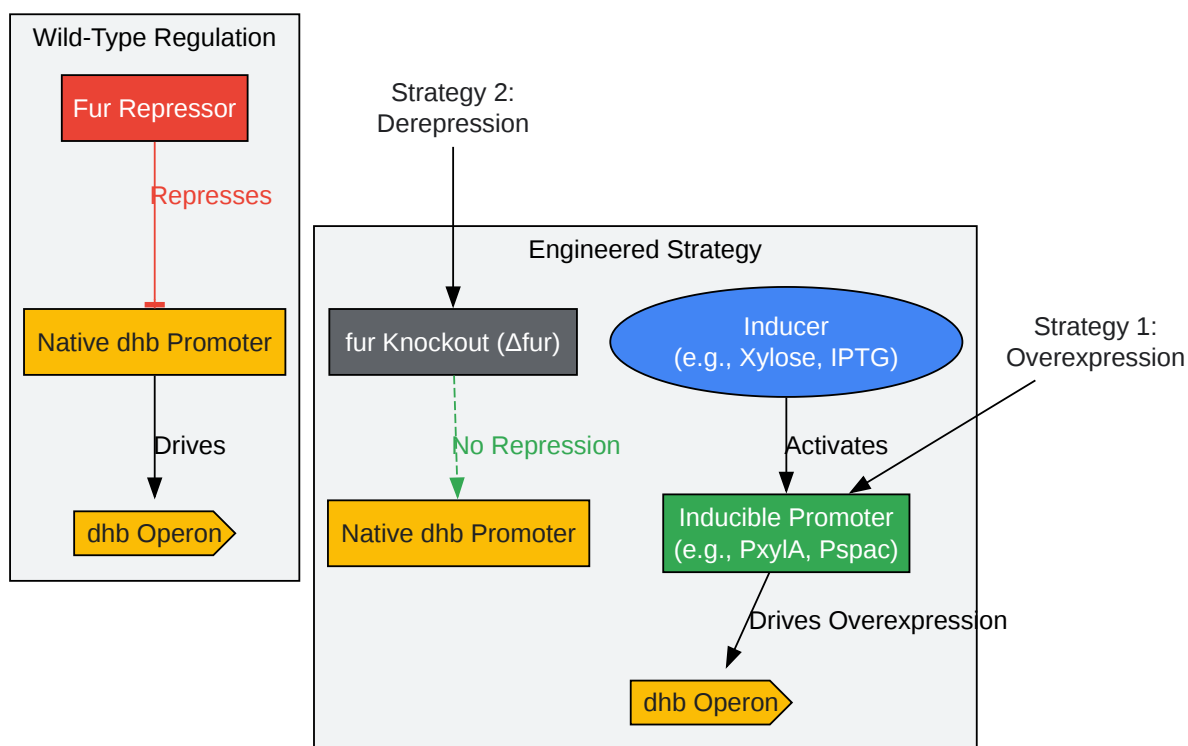 Wild-Type Regulation
Fur Repressor
Represses
Native dhb Promoter
Drives
dhb Operon
Strategy 2:
Derepression
Engineered Strategy
fur Knockout (Δfur)
No Repression
Native dhb Promoter
Inducer
(e.g., Xylose, IPTG)
Activates
Strategy 1:
Overexpression
Inducible Promoter
(e.g., PxylA, Pspac)
Drives Overexpression
dhb Operon